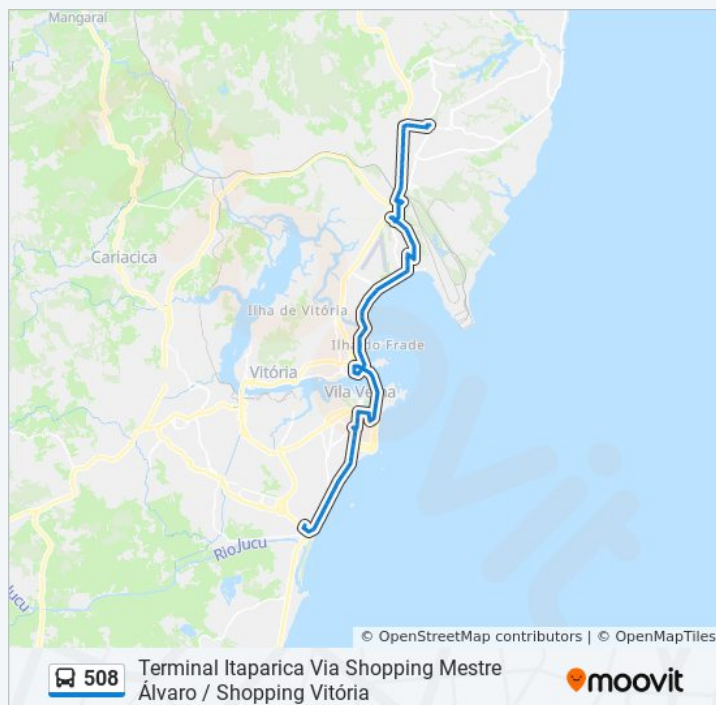 Mangaraí
Cariacica
Ilha de Vitória
Ilha do Frade
Vitória
Vila Velha
Rio Jucu
Jucu
© OpenStreetMap contributors | © OpenMapTiles
508
Terminal Itaparica Via Shopping Mestre
Álvaro / Shopping Vitória
moovit